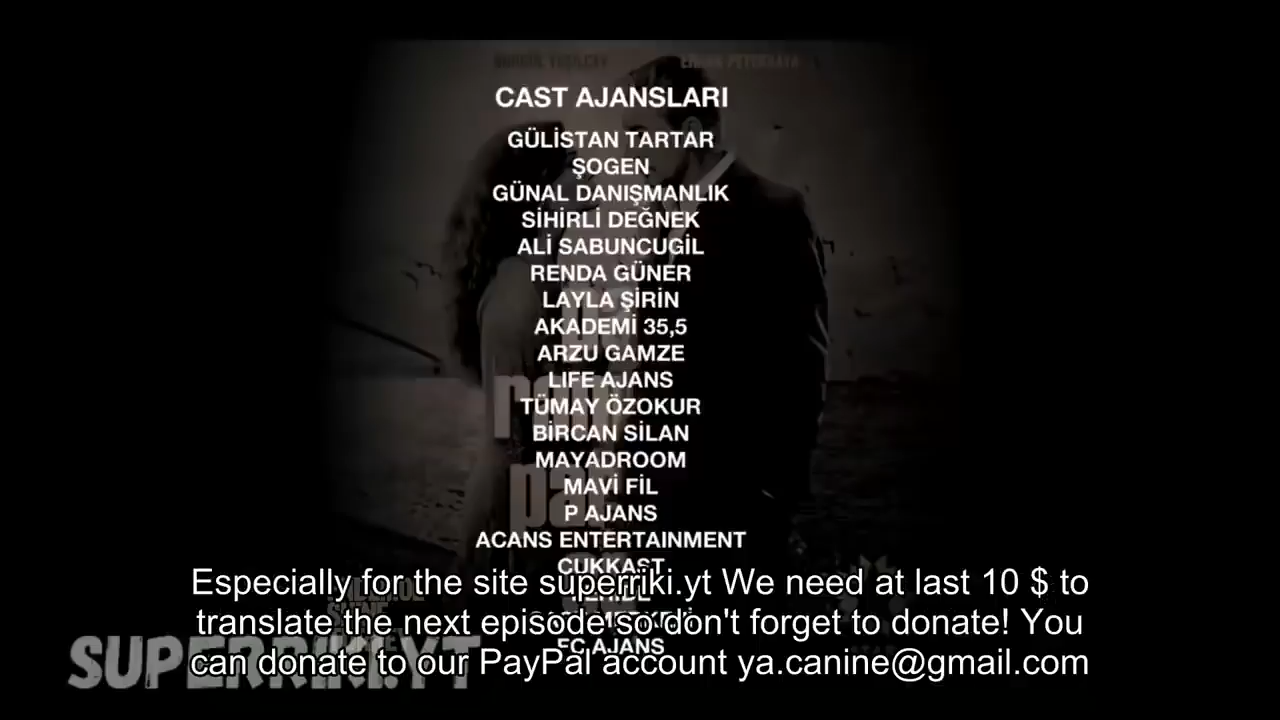 CAST AJANSLARI
GÜLİSTAN TARTAR
ŞOGEN
GÜNAL DANIŞMANLIK
SİHİRLİ DEĞNEK
ALİ SABUNCUGİL
RENDA GÜNER
LAYLA ŞİRİN
AKADEMİ 35,5
ARZU GAMZE
LIFE AJANS
TÜMAY ÖZOKUR
BİRCAN SİLAN
MAYADROOM
MAVİ FİL
P AJANS
ACANS ENTERTAINMENT
CUKKAST
FC AJANS
Especially for the site superriki.yt We need at last 10 $ to
translate the next episode so don't forget to donate! You
can donate to our PayPal account ya.canine@gmail.com
SUPERRIKI.YT